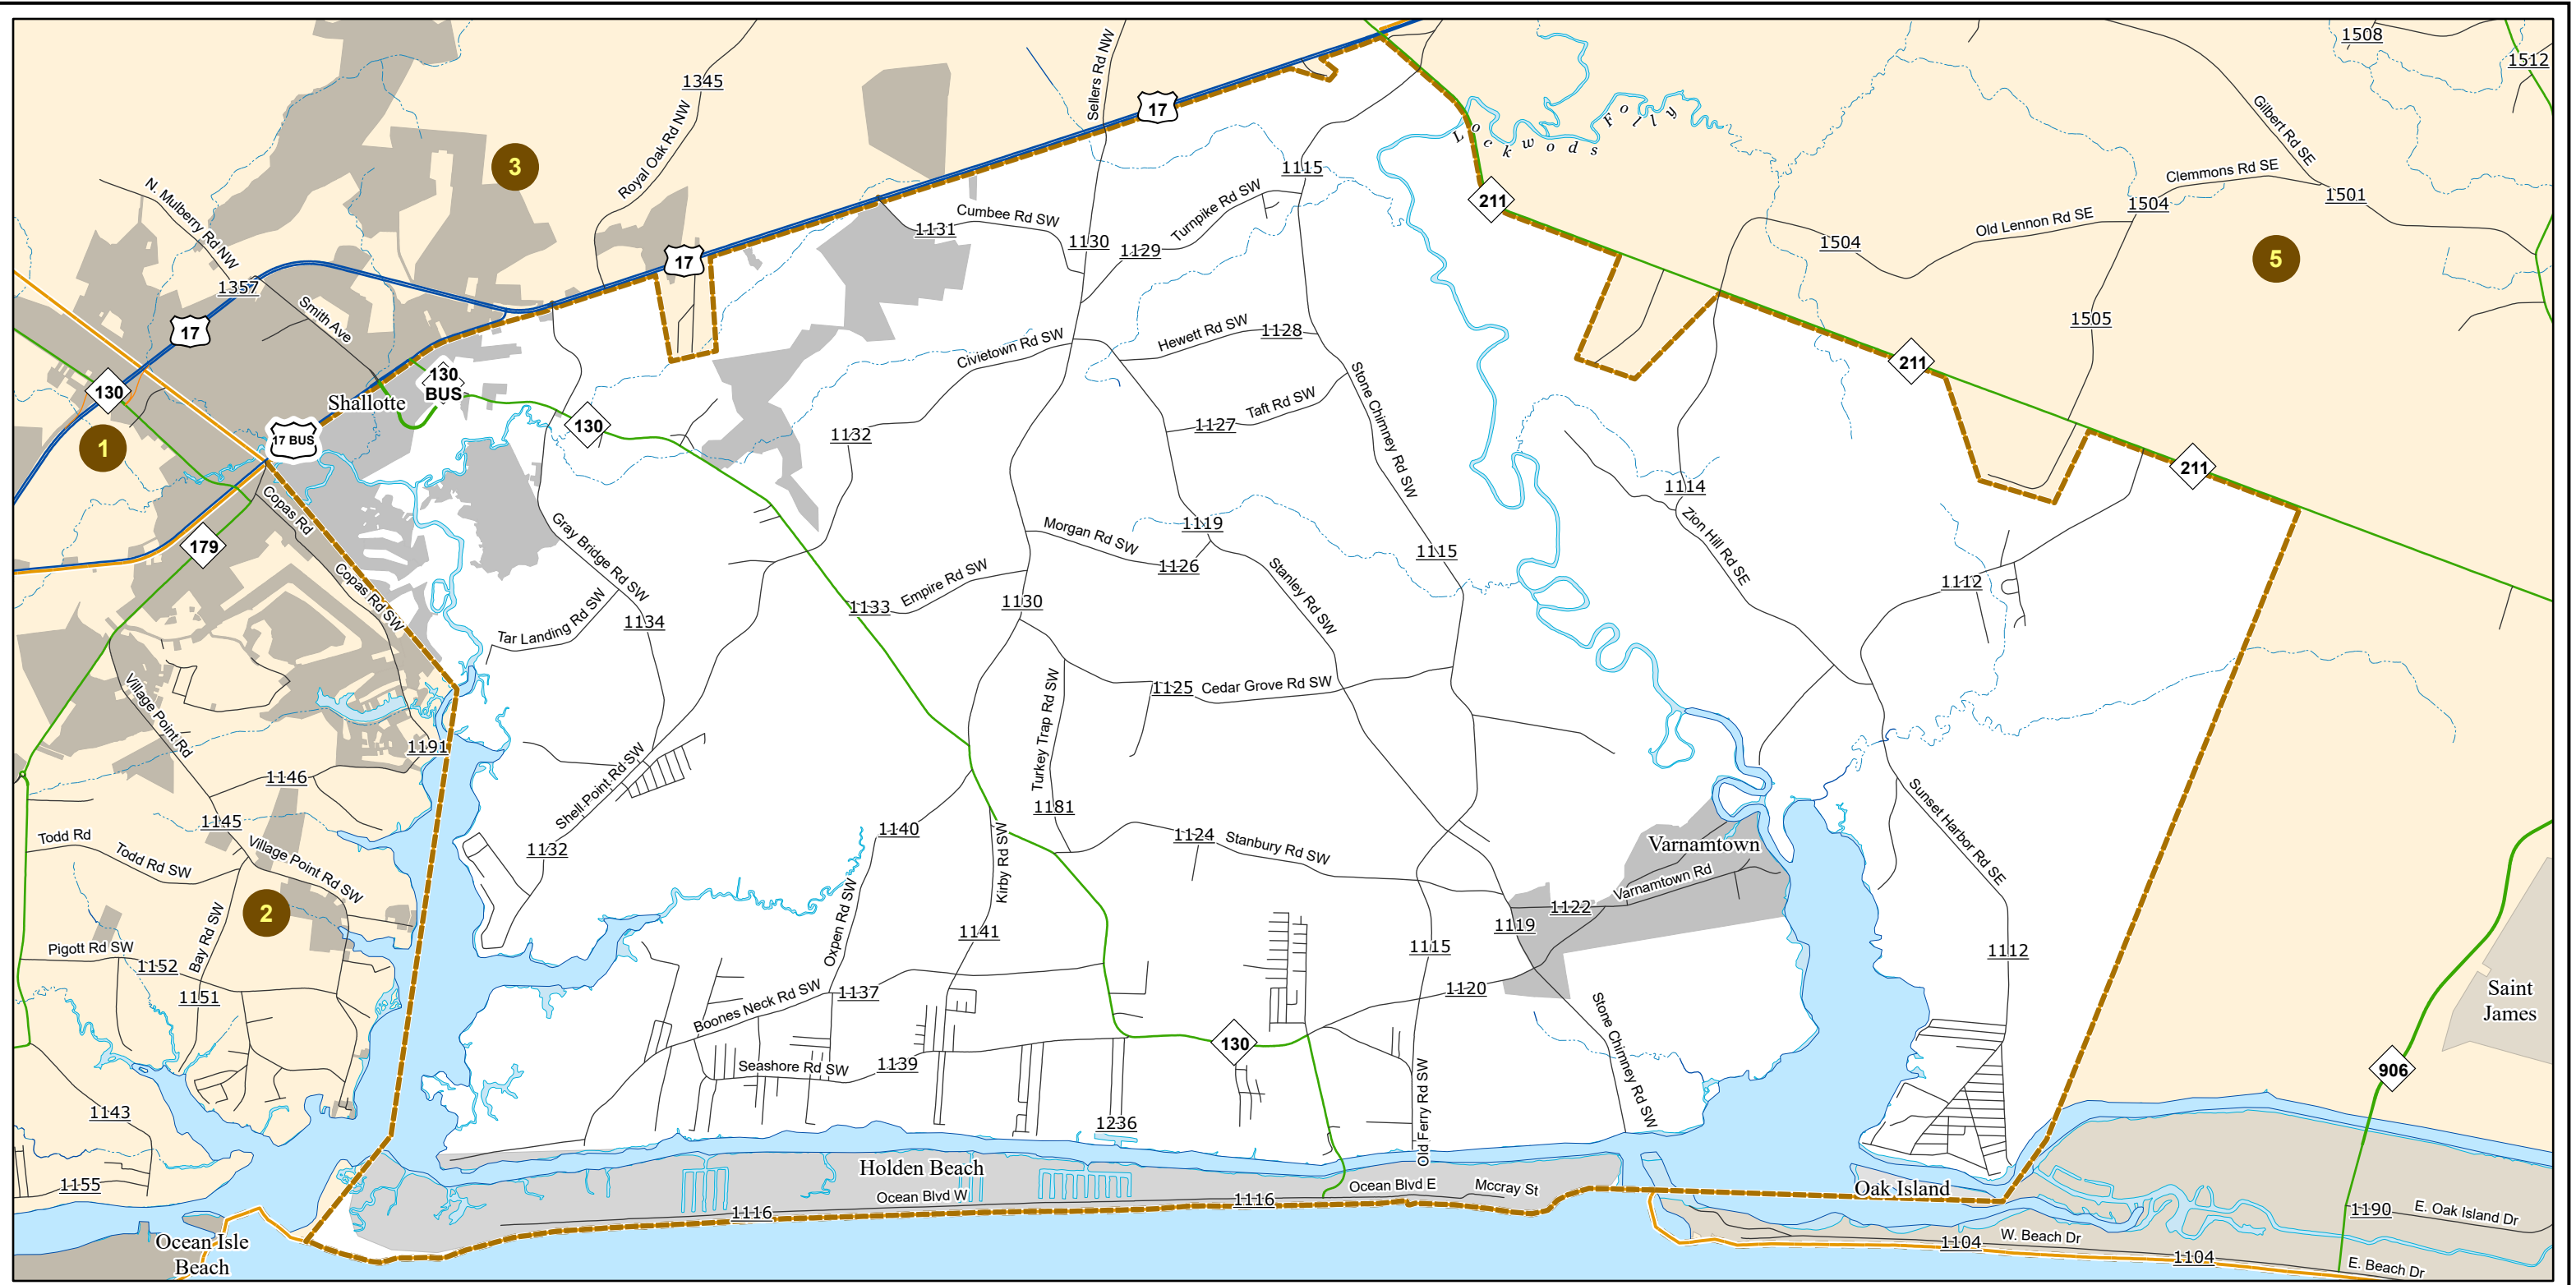 1508
1512
Sellers Rd NW
1345
17
Gilbert Rd SE
Lockwods Folly
3
Royal Oak Rd NW
1115
Clemmons Rd SE
1501
N. Mulberry Rd NW
211
1504
Cumbee Rd SW
1131
Turnpike Rd SW
Old Lennon Rd SE
1130
1129
1504
5
17
1357
Smith Ave
17
1505
Hewett Rd SW
1128
Civietown Rd SW
211
130
130
BUS
Shallotte
Stone Chimney Rd SW
Taft Rd SW
1127
130
1132
17 BUS
1
211
1114
Copas Rd
Zion Hill Rd SE
Gray Bridge Rd SW
1119
Morgan Rd SW
179
1115
1126
Stanley Rd SW
Copas Rd SW
Empire Rd SW
1112
1133
1130
Tar Landing Rd SW
1134
Village Point Rd
Turkey Trap Rd SW
1125
Cedar Grove Rd SW
1191
1146
Shell Point Rd SW
Sunset Harbor Rd SE
1181
1145
1140
Todd Rd
Todd Rd SW
Village Point Rd SW
1132
Kirby Rd SW
1124
Stanbury Rd SW
Varnamtown
Varnamtown Rd
1122
2
Bay Rd SW
Oxpen Rd SW
1141
1119
Pigott Rd SW
1152
1115
1112
1151
Boones Neck Rd SW
1137
1120
Saint
James
Stone Chimney Rd SW
130
Seashore Rd SW
1139
906
1143
1236
Old Ferry Rd SW
Holden Beach
1155
Ocean Blvd W
1116
1116
Ocean Blvd E
Mccray St
Oak Island
1190
E. Oak Island Dr
Ocean Isle
Beach
1104
W. Beach Dr
1104
E. Beach Dr